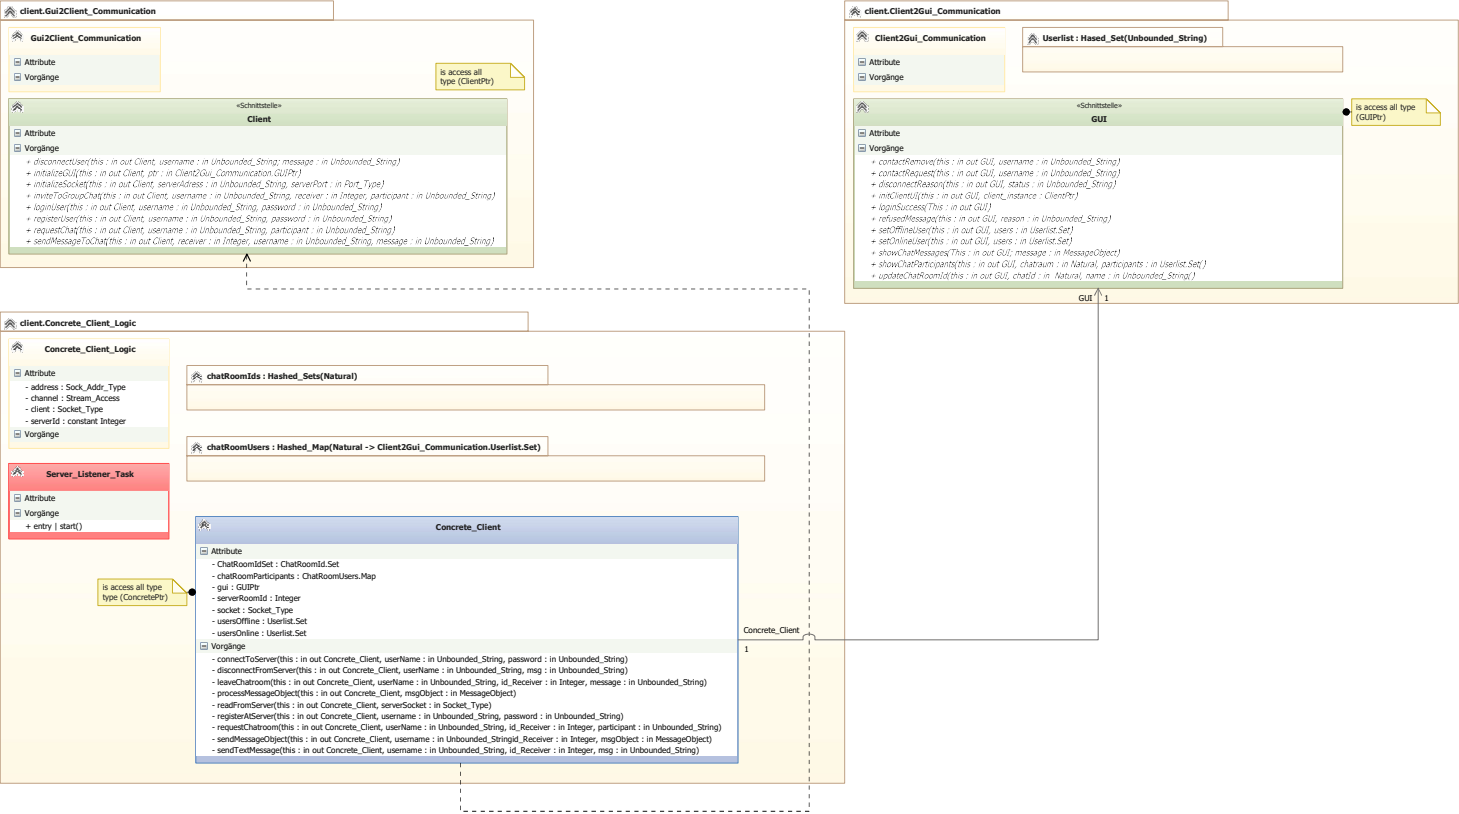 client.Gui2Client_Communication
Gui2Client_Communication
Attribute
Vorgänge
is access all
type (ClientPtr)
«Schnittstelle»
Client
Attribute
Vorgänge
+ disconnectUser(this : in out Client, username : in Unbounded_String; message : in Unbounded_String)
+ initializeGUI(this : in out Client, ptr : in Client2Gui_Communication.GUIPtr)
+ initializeSocket(this : in out Client, serverAdress : in Unbounded_String, serverPort : in Port_Type)
+ inviteToGroupChat(this : in out Client, username : in Unbounded_String, receiver : in Integer, participant : in Unbounded_String)
+ loginUser(this : in out Client, username : in Unbounded_String, password : in Unbounded_String)
+ registerUser(this : in out Client, username : in Unbounded_String, password : in Unbounded_String)
+ requestChat(this : in out Client, username : in Unbounded_String, participant : in Unbounded_String)
+ sendMessageToChat(this : in out Client, receiver : in Integer, username : in Unbounded_String, message : in Unbounded_String)
client.Client2Gui_Communication
Client2Gui_Communication
Attribute
Vorgänge
Userlist : Hased_Set(Unbounded_String)
«Schnittstelle»
GUI
is access all type
(GUIPtr)
Attribute
Vorgänge
+ contactRemove(this : in out GUI, username : in Unbounded_String)
+ contactRequest(this : in out GUI, username : in Unbounded_String)
+ disconnectReason(this : in out GUI, status : in Unbounded_String)
+ initClientUI(this : in out GUI, client_instance : ClientPtr)
+ loginSuccess(This : in out GUI)
+ refusedMessage(this : in out GUI, reason : in Unbounded_String)
+ setOfflineUser(this : in out GUI, users : in Userlist.Set)
+ setOnlineUser(this : in out GUI, users : in Userlist.Set)
+ showChatMessages(This : in out GUI; message : in MessageObject)
+ showChatParticipants(this : in out GUI, chatraum : in Natural, participants : in Userlist.Set()
+ updateChatRoomId(this : in out GUI, chatId : in  Natural, name : in Unbounded_String()
GUI
1
client.Concrete_Client_Logic
Concrete_Client_Logic
Attribute
- address : Sock_Addr_Type
- channel : Stream_Access
- client : Socket_Type
- serverId : constant Integer
Vorgänge
chatRoomIds : Hashed_Sets(Natural)
chatRoomUsers : Hashed_Map(Natural -> Client2Gui_Communication.Userlist.Set)
Server_Listener_Task
Attribute
Vorgänge
+ entry | start()
is access all type
type (ConcretePtr)
Concrete_Client
Attribute
- ChatRoomIdSet : ChatRoomId.Set
- chatRoomParticipants : ChatRoomUsers.Map
- gui : GUIPtr
- serverRoomId : Integer
- socket : Socket_Type
- usersOffline : Userlist.Set
- usersOnline : Userlist.Set
Vorgänge
- connectToServer(this : in out Concrete_Client, userName : in Unbounded_String, password : in Unbounded_String)
- disconnectFromServer(this : in out Concrete_Client, userName : in Unbounded_String, msg : in Unbounded_String)
- leaveChatroom(this : in out Concrete_Client, userName : in Unbounded_String, id_Receiver : in Integer, message : in Unbounded_String)
- processMessageObject(this : in out Concrete_Client, msgObject : in MessageObject)
- readFromServer(this : in out Concrete_Client, serverSocket : in Socket_Type)
- registerAtServer(this : in out Concrete_Client, username : in Unbounded_String, password : in Unbounded_String)
- requestChatroom(this : in out Concrete_Client, userName : in Unbounded_String, id_Receiver : in Integer, participant : in Unbounded_String)
- sendMessageObject(this : in out Concrete_Client, username : in Unbounded_Stringid_Receiver : in Integer, msgObject : in MessageObject)
- sendTextMessage(this : in out Concrete_Client, username : in Unbounded_String, id_Receiver : in Integer, msg : in Unbounded_String)
Concrete_Client
1